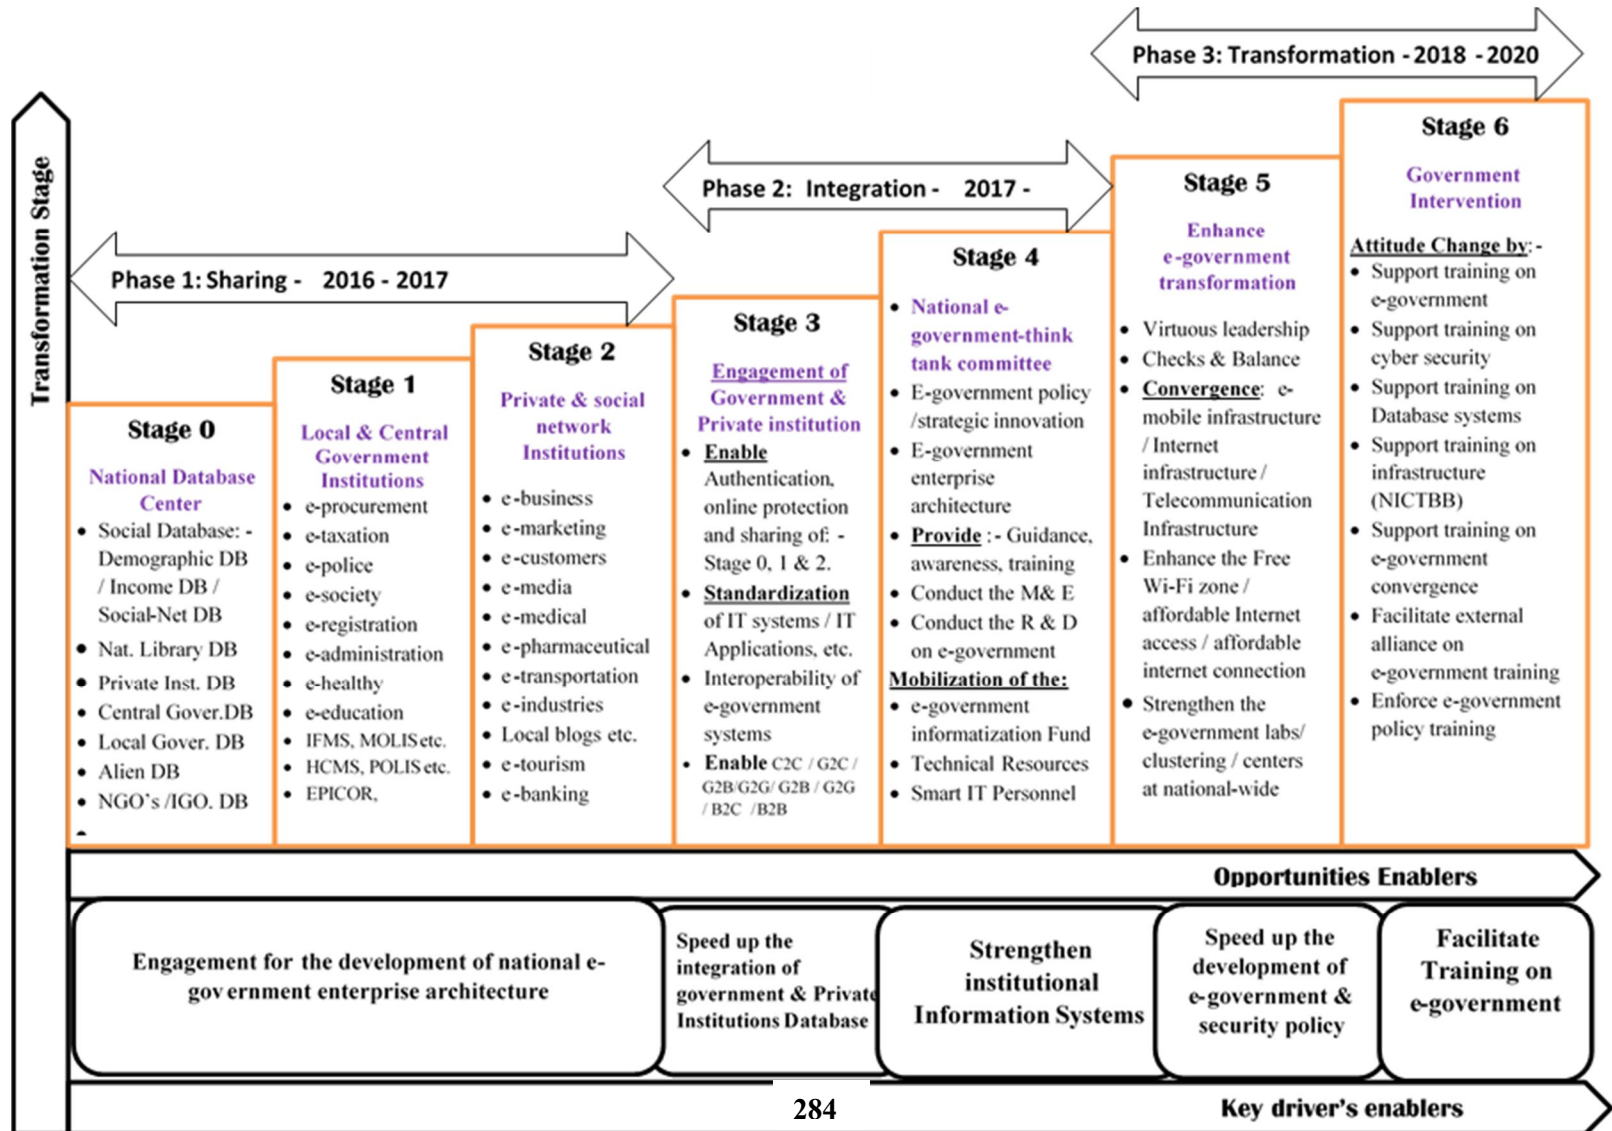 Phase 3: Transformation - 2018 - 2020
Phase 2: Integration - 2017 -
Phase 1: Sharing - 2016 - 2017
Transformation Stage
Stage 0
National Database
Center
• Social Database: -
Demographic DB
/ Income DB /
Social-Net DB
• Nat. Library DB
• Private Inst. DB
• Central Gover.DB
• Local Gover. DB
• Alien DB
• NGO's /IGO. DB
•
Stage 1
Local & Central
Government
Institutions
• e-procurement
• e-taxation
• e-police
• e-society
• e-registration
• e-administration
• e-healthy
• e-education
• IFMS, MOLIS etc.
• HCMS, POLIS etc.
• EPICOR,
Stage 2
Private & social
network
Institutions
• e-business
• e-marketing
• e-customers
• e-media
• e-medical
• e-pharmaceutical
• e-transportation
• e-industries
• Local blogs etc.
• e-tourism
• e-banking
Stage 3
Engagement of
Government &
Private institution
• Enable
Authentication,
online protection
and sharing of: -
Stage 0, 1 & 2.
• Standardization
of IT systems / IT
Applications, etc.
• Interoperability of
e-government
systems
• Enable C2C / G2C /
G2B/G2G/ G2B / G2G
/ B2C /B2B
Stage 4
• National e-
government-think
tank committee
• E-government policy
/strategic innovation
• E-government
enterprise
architecture
• Provide :- Guidance,
awareness, training
• Conduct the M& E
• Conduct the R & D
on e-government
Mobilization of the:
• e-government
informatization Fund
• Technical Resources
• Smart IT Personnel
Stage 5
Enhance
e-government
transformation
• Virtuous leadership
• Checks & Balance
• Convergence: e-
mobile infrastructure
/ Internet
infrastructure /
Telecommunication
Infrastructure
• Enhance the Free
Wi-Fi zone /
affordable Internet
access / affordable
internet connection
• Strengthen the
e-government labs/
clustering / centers
at national-wide
Stage 6
Government
Intervention
Attitude Change by: -
• Support training on
e-government
• Support training on
cyber security
• Support training on
Database systems
• Support training on
infrastructure
(NICTBB)
• Support training on
e-government
convergence
• Facilitate external
alliance on
e-government training
• Enforce e-government
policy training
Opportunities Enablers
Engagement for the development of national e-
government enterprise architecture
Speed up the
integration of
government & Private
Institutions Database
Strengthen
institutional
Information Systems
Speed up the
development of
e-government &
security policy
Facilitate
Training on
e-government
Key driver's enablers
284